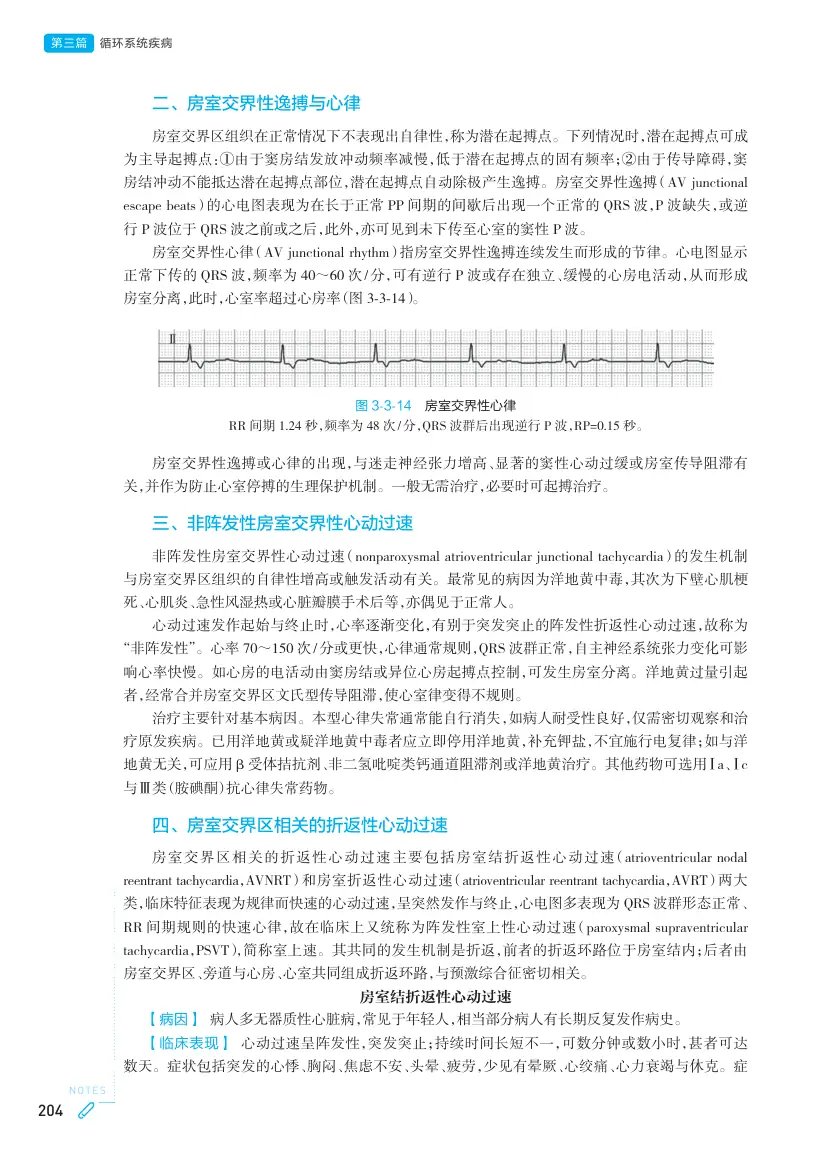 第三篇 循环系统疾病
二、房室交界性逸搏与心律
房室交界区组织在正常情况下不表现出自律性,称为潜在起搏点。下列情况时,潜在起搏点可成
为主导起搏点:①由于窦房结发放冲动频率减慢,低于潜在起搏点的固有频率;②由于传导障碍,窦
房结冲动不能抵达潜在起搏点部位,潜在起搏点自动除极产生逸搏。房室交界性逸搏(AV junctional
escape beats)的心电图表现为在长于正常 PP 间期的间歇后出现一个正常的 QRS 波,P 波缺失,或逆
行 P 波位于 QRS 波之前或之后,此外,亦可见到未下传至心室的窦性 P 波。
房室交界性心律(AV junctional rhythm)指房室交界性逸搏连续发生而形成的节律。心电图显示
正常下传的 QRS 波,频率为 40～60 次/分,可有逆行 P 波或存在独立、缓慢的心房电活动,从而形成
房室分离,此时,心室率超过心房率(图 3-3-14)。
Ⅱ
图 3-3-14 房室交界性心律
RR 间期 1.24 秒,频率为 48 次/分,QRS 波群后出现逆行 P 波,RP=0.15 秒。
房室交界性逸搏或心律的出现,与迷走神经张力增高、显著的窦性心动过缓或房室传导阻滞有
关,并作为防止心室停搏的生理保护机制。一般无需治疗,必要时可起搏治疗。
三、非阵发性房室交界性心动过速
非阵发性房室交界性心动过速(nonparoxysmal atrioventricular junctional tachycardia)的发生机制
与房室交界区组织的自律性增高或触发活动有关。最常见的病因为洋地黄中毒,其次为下壁心肌梗
死、心肌炎、急性风湿热或心脏瓣膜手术后等,亦偶见于正常人。
心动过速发作起始与终止时,心率逐渐变化,有别于突发突止的阵发性折返性心动过速,故称为
“非阵发性”。心率 70～150 次/分或更快,心律通常规则,QRS 波群正常,自主神经系统张力变化可影
响心率快慢。如心房的电活动由窦房结或异位心房起搏点控制,可发生房室分离。洋地黄过量引起
者,经常合并房室交界区文氏型传导阻滞,使心室律变得不规则。
治疗主要针对基本病因。本型心律失常通常能自行消失,如病人耐受性良好,仅需密切观察和治
疗原发疾病。已用洋地黄或疑洋地黄中毒者应立即停用洋地黄,补充钾盐,不宜施行电复律;如与洋
地黄无关,可应用 β 受体拮抗剂、非二氢吡啶类钙通道阻滞剂或洋地黄治疗。其他药物可选用Ⅰa、Ⅰc
与Ⅲ类(胺碘酮)抗心律失常药物。
四、房室交界区相关的折返性心动过速
房室交界区相关的折返性心动过速主要包括房室结折返性心动过速(atrioventricular nodal
reentrant tachycardia,AVNRT)和房室折返性心动过速(atrioventricular reentrant tachycardia,AVRT)两大
类,临床特征表现为规律而快速的心动过速,呈突然发作与终止,心电图多表现为 QRS 波群形态正常、
RR 间期规则的快速心律,故在临床上又统称为阵发性室上性心动过速(paroxysmal supraventricular
tachycardia,PSVT),简称室上速。其共同的发生机制是折返,前者的折返环路位于房室结内;后者由
房室交界区、旁道与心房、心室共同组成折返环路,与预激综合征密切相关。
房室结折返性心动过速
【病因】 病人多无器质性心脏病,常见于年轻人,相当部分病人有长期反复发作病史。
【临床表现】 心动过速呈阵发性,突发突止;持续时间长短不一,可数分钟或数小时,甚者可达
数天。症状包括突发的心悸、胸闷、焦虑不安、头晕、疲劳,少见有晕厥、心绞痛、心力衰竭与休克。症
NOTES
204